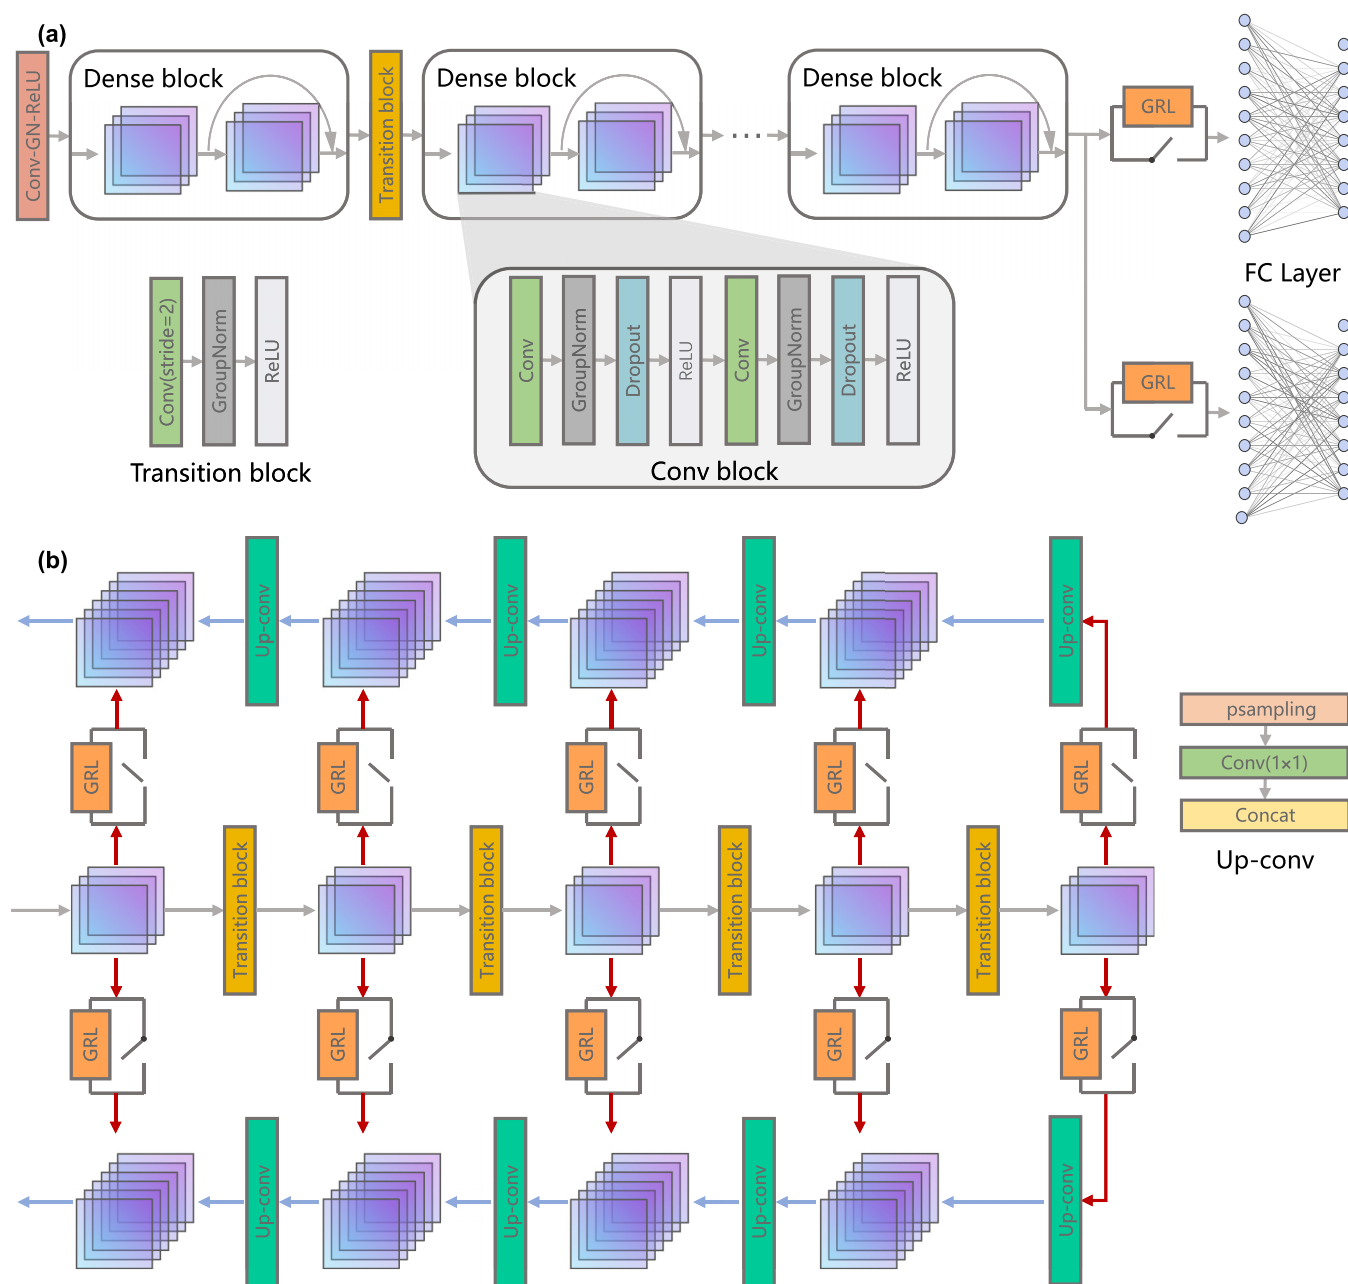 (a)
Conv-GN-ReLU
Dense block
Transition block
Dense block
Dense block
GRL
FC Layer
GRL
Conv(stride=2)
GroupNorm
ReLU
Transition block
Conv
GroupNorm
Dropout
ReLU
Conv
GroupNorm
Dropout
ReLU
Conv block
(b)
Up-conv
Up-conv
Up-conv
Up-conv
GRL
GRL
GRL
GRL
GRL
psampling
Conv(1×1)
Concat
Up-conv
Transition block
Transition block
Transition block
Transition block
GRL
GRL
GRL
GRL
GRL
Up-conv
Up-conv
Up-conv
Up-conv